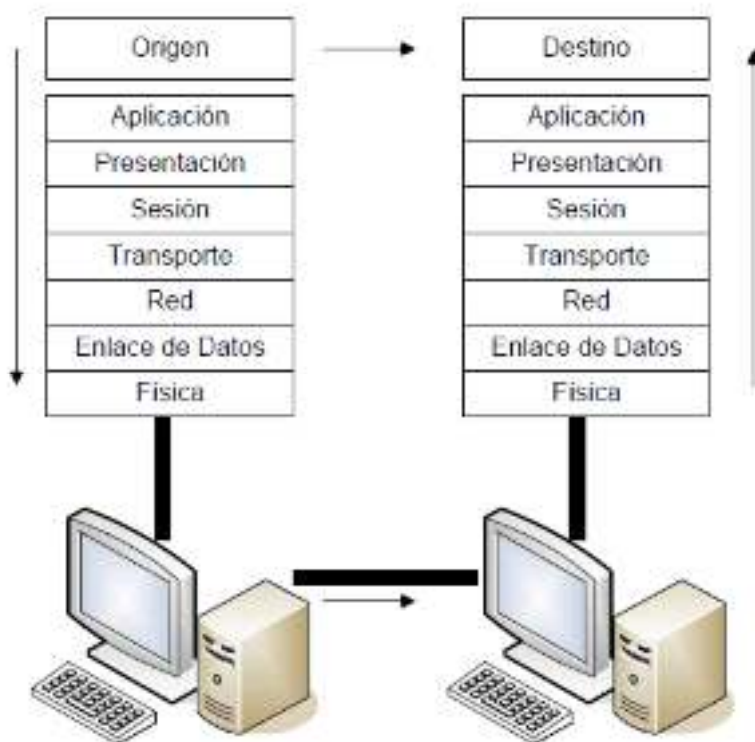 Origen
Aplicación
Presentación
Sesión
Transporte
Red
Enlace de Datos
Física
Destino
Aplicación
Presentación
Sesión
Transporte
Red
Enlace de Datos
Física